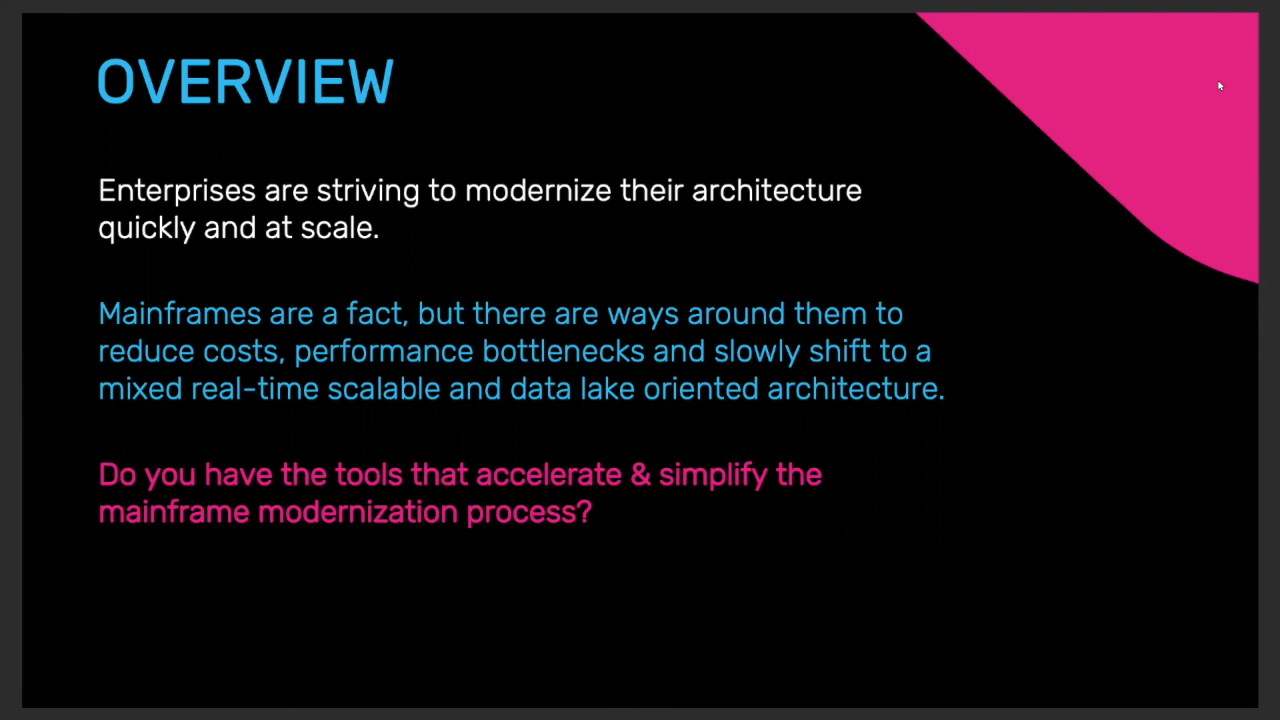 OVERVIEW
Enterprises are striving to modernize their architecture
quickly and at scale.
Mainframes are a fact, but there are ways around them to
reduce costs, performance bottlenecks and slowly shift to a
mixed real-time scalable and data lake oriented architecture.
Do you have the tools that accelerate & simplify the
mainframe modernization process?